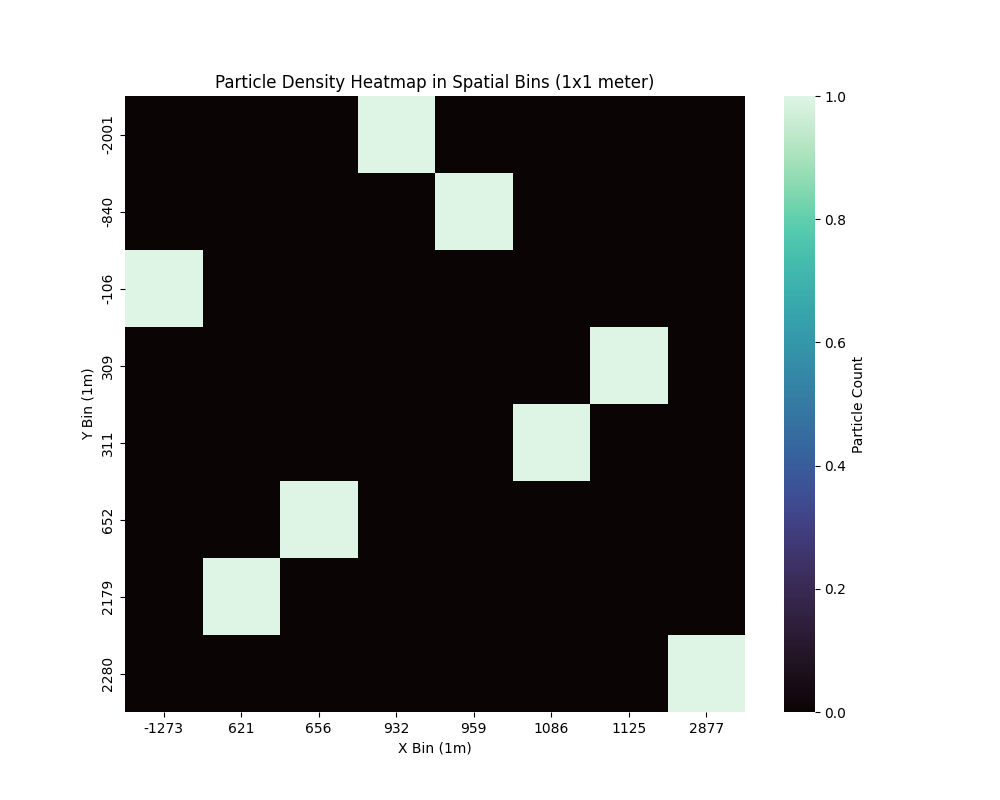 Particle Density Heatmap in Spatial Bins (1x1 meter)
Y Bin (1m)
-2001
-840
-106
309
311
652
2179
2280
-1273 621 656 932 959 1086 1125 2877
X Bin (1m)
1.0
0.8
0.6
0.4
0.2
0.0
Particle Count